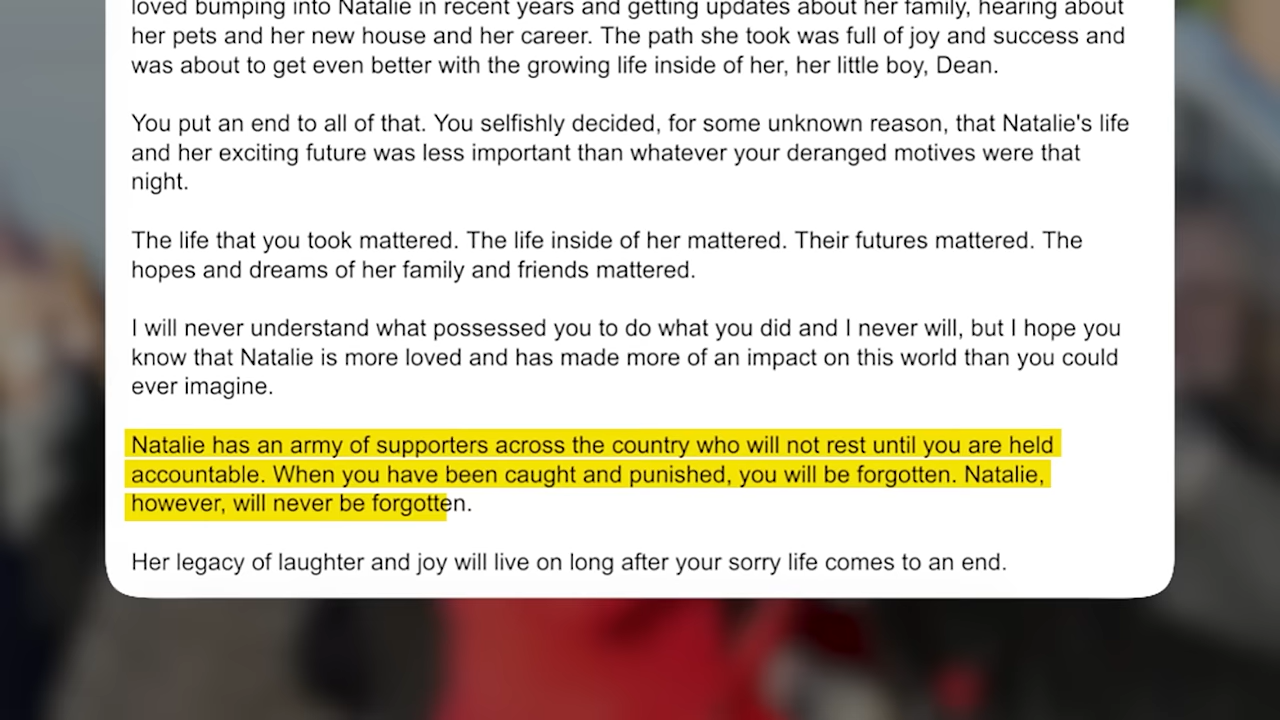 loved bumping into Natalie in recent years and getting updates about her family, hearing about
her pets and her new house and her career. The path she took was full of joy and success and
was about to get even better with the growing life inside of her, her little boy, Dean.
You put an end to all of that. You selfishly decided, for some unknown reason, that Natalie's life
and her exciting future was less important than whatever your deranged motives were that
night.
The life that you took mattered. The life inside of her mattered. Their futures mattered. The
hopes and dreams of her family and friends mattered.
I will never understand what possessed you to do what you did and I never will, but I hope you
know that Natalie is more loved and has made more of an impact on this world than you could
ever imagine.
Natalie has an army of supporters across the country who will not rest until you are held
accountable. When you have been caught and punished, you will be forgotten. Natalie,
however, will never be forgotten.
Her legacy of laughter and joy will live on long after your sorry life comes to an end.